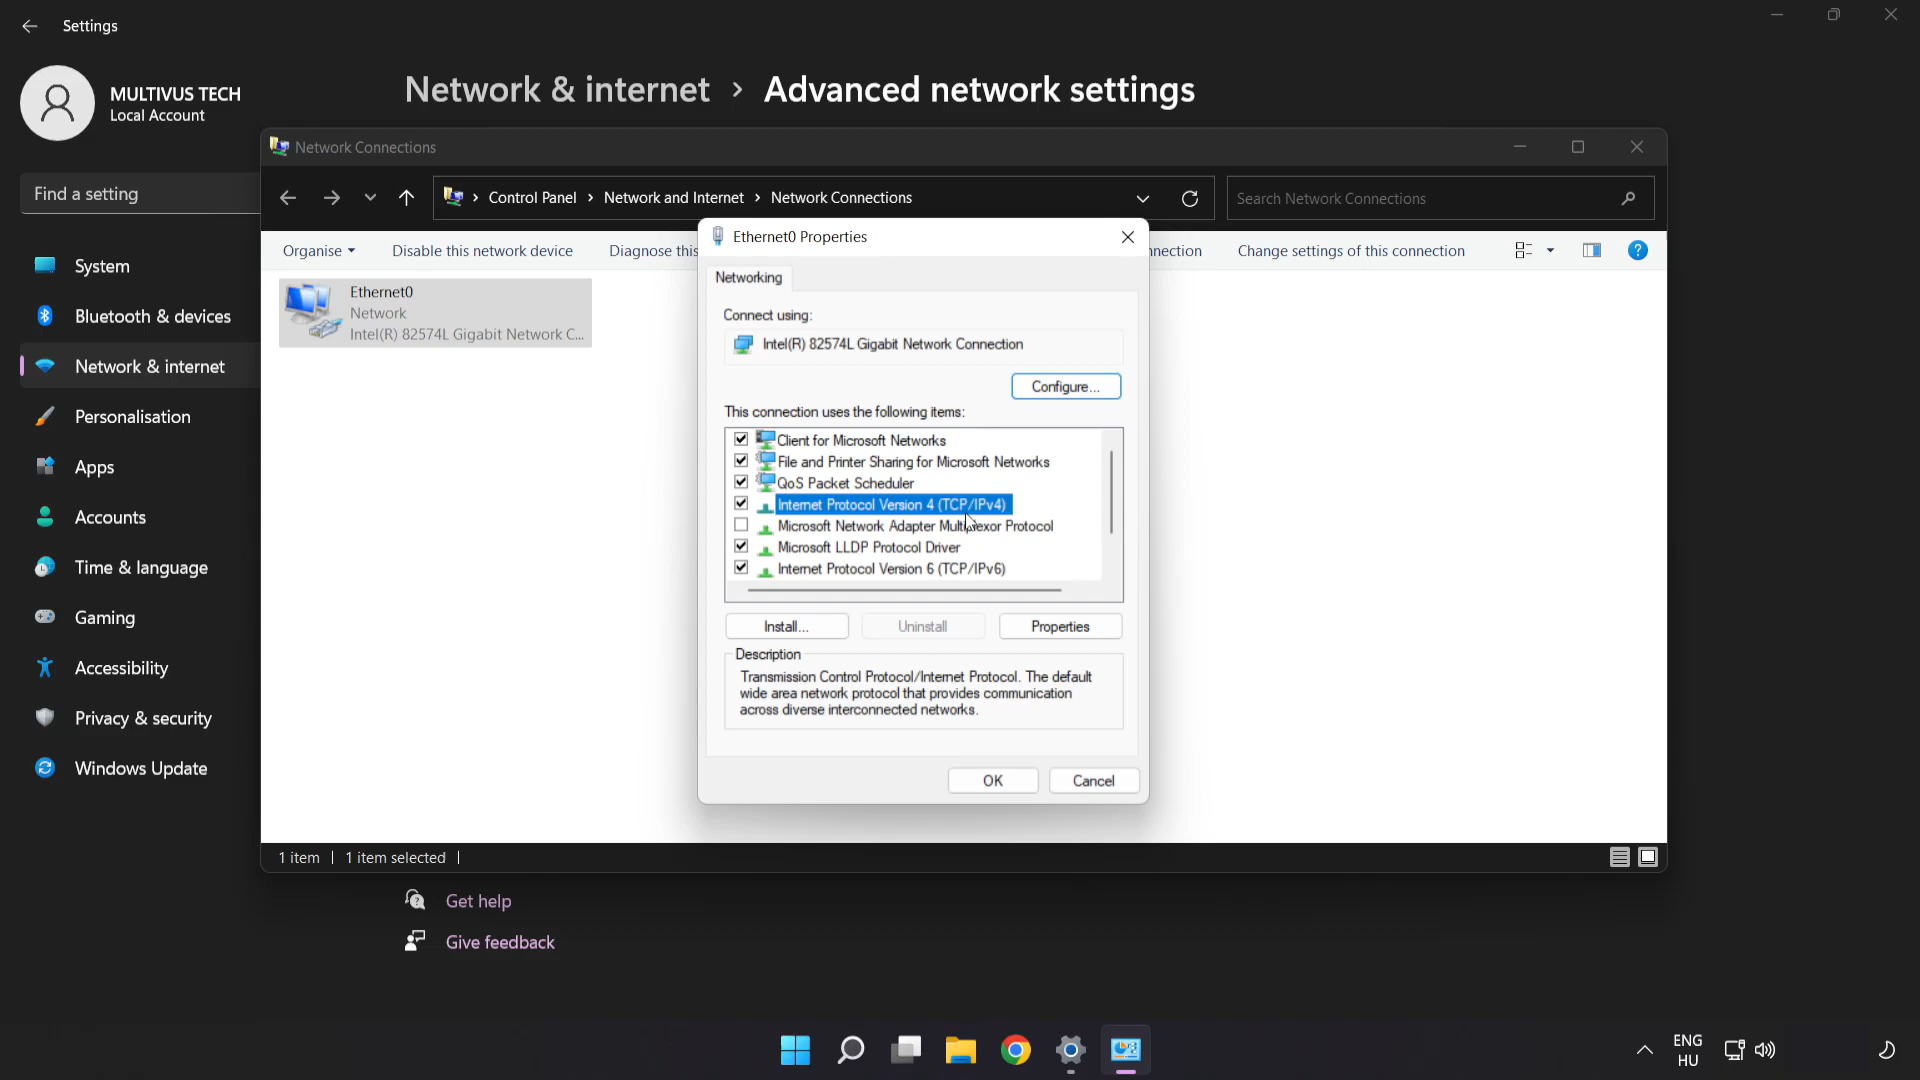 Settings
MULTIVUS TECH
Local Account
Network & internet > Advanced network settings
Find a setting
System
Bluetooth & devices
Network & internet
Personalisation
Apps
Accounts
Time & language
Gaming
Accessibility
Privacy & security
Windows Update
Network Connections
Control Panel > Network and Internet > Network Connections
Search Network Connections
Organise
Disable this network device
Diagnose this
nnection
Change settings of this connection
Ethernet0
Network
Intel(R) 82574L Gigabit Network C...
Ethernet0 Properties
Networking
Connect using:
Intel(R) 82574L Gigabit Network Connection
Configure...
This connection uses the following items:
Client for Microsoft Networks
File and Printer Sharing for Microsoft Networks
QoS Packet Scheduler
Internet Protocol Version 4 (TCP/IPv4)
Microsoft Network Adapter Multiplexor Protocol
Microsoft LLDP Protocol Driver
Internet Protocol Version 6 (TCP/IPv6)
Install...
Uninstall
Properties
Description
Transmission Control Protocol/Internet Protocol. The default
wide area network protocol that provides communication
across diverse interconnected networks.
OK
Cancel
1 item
1 item selected
Get help
Give feedback
ENG
HU